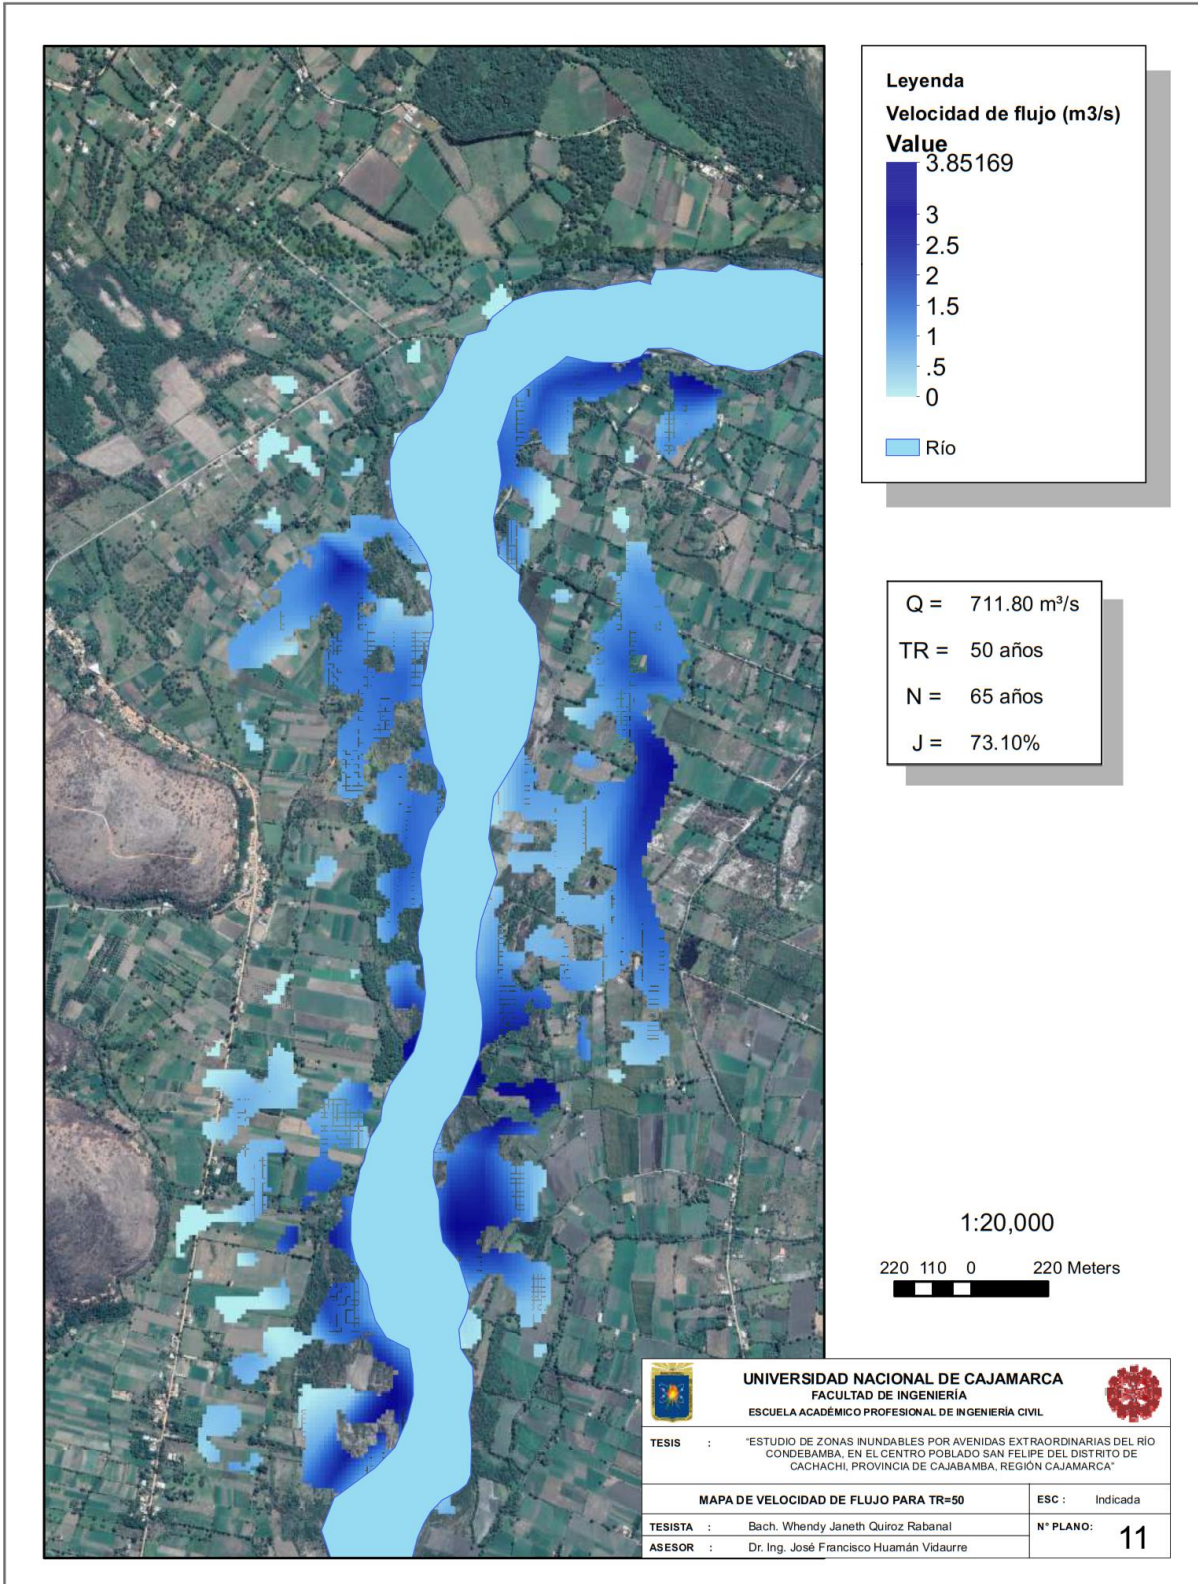 Leyenda
Velocidad de flujo (m3/s)
Value
3.85169
3
2.5
2
1.5
1
.5
0
Río
Q = 711.80 m³/s
TR = 50 años
N = 65 años
J = 73.10%
1:20,000
220 110 0 220 Meters
UNIVERSIDAD NACIONAL DE CAJAMARCA
FACULTAD DE INGENIERÍA
ESCUELA ACADÉMICO PROFESIONAL DE INGENIERÍA CIVIL
TESIS : "ESTUDIO DE ZONAS INUNDABLES POR AVENIDAS EXTRAORDINARIAS DEL RÍO
CONDEBAMBA, EN EL CENTRO POBLADO SAN FELIPE DEL DISTRITO DE
CACHACHI, PROVINCIA DE CAJABAMBA, REGIÓN CAJAMARCA"
MAPA DE VELOCIDAD DE FLUJO PARA TR=50
ESC : Indicada
TESISTA : Bach. Whendy Janeth Quiroz Rabanal
ASESOR : Dr. Ing. José Francisco Huamán Vidaurre
N° PLANO: 11